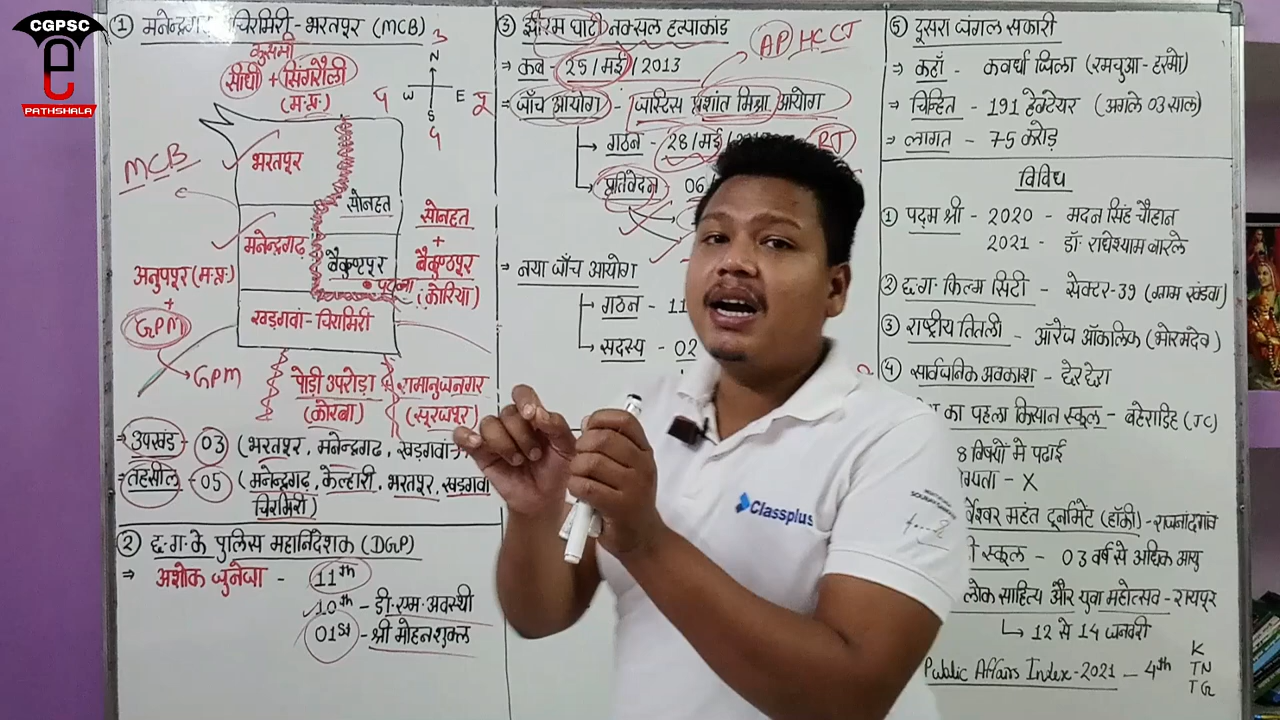 CGPSC
PATHSHALA
① मनेन्द्रगढ़ चिरमिरी-भरतपुर (MCB)
कुसमी
सीधी + सिंगरौली
(म.प्र.)
N
W E
S
MCB
भरतपुर
सोनहत
मनेन्द्रगढ़
बैकुण्ठपुर
सोनहत
+
बैकुण्ठपुर
(कोरिया)
अनुपपूर (म.प्र.)
+
GPM
GPM
खड़गवां-चिरमिरी
पोड़ी उपरोड़ा
(कोरबा)
रामानुजनगर
(सूरजपुर)
→ उपखंड - 03 (भरतपुर, मनेन्द्रगढ़, खड़गवां
→ तहसील - 05 (मनेन्द्रगढ़, केल्हारी, भरतपुर, खड़गवां
चिरमिरी)
② छ.ग. के पुलिस महानिदेशक (DGP)
⇒ अशोक जुनेजा - 11th
10th - डी.एम. अवस्थी
01st - श्री मोहन शुक्ल
③ झीरम घाटी नक्सल हत्याकांड
AP HCCJ
⇒ कब - 25/मई/2013
⇒ जाँच आयोग - जस्टिस प्रशांत मिश्रा आयोग
→ गठन - 28/मई/
→ प्रतिवेदन 06
⇒ नया जाँच आयोग
→ गठन - 11
→ सदस्य - 02
Classplus
⑤ दूसरा जंगल सफारी
⇒ कहाँ - कवर्धा जिला (रमचुआ-हरमो)
⇒ चिन्हित - 191 हेक्टेयर (अगले 03 साल)
⇒ लागत - 75 करोड़
विविध
① पद्म श्री - 2020 - मदन सिंह चौहान
2021 - डॉ. राधेश्याम बारले
② छ.ग. फिल्म सिटी - सेक्टर-39 (ग्राम खंडवा)
③ राष्ट्रीय तितली - ऑरेंज ऑकलिफ (भोरमदेव)
④ सार्वजनिक अवकाश - छेरछेरा
का पहला किसान स्कूल - बहेराडिह (JC)
8 विषयों में पढाई
ग्यता - X
र्वेश्वर महंत टूर्नामेंट (हॉकी) - राजनांदगांव
स्कूल - 03 वर्ष से अधिक आयु
लोक साहित्य और युवा महोत्सव - रायपुर
→ 12 से 14 जनवरी
Public Affairs Index-2021 - 4th
K
TN
TG